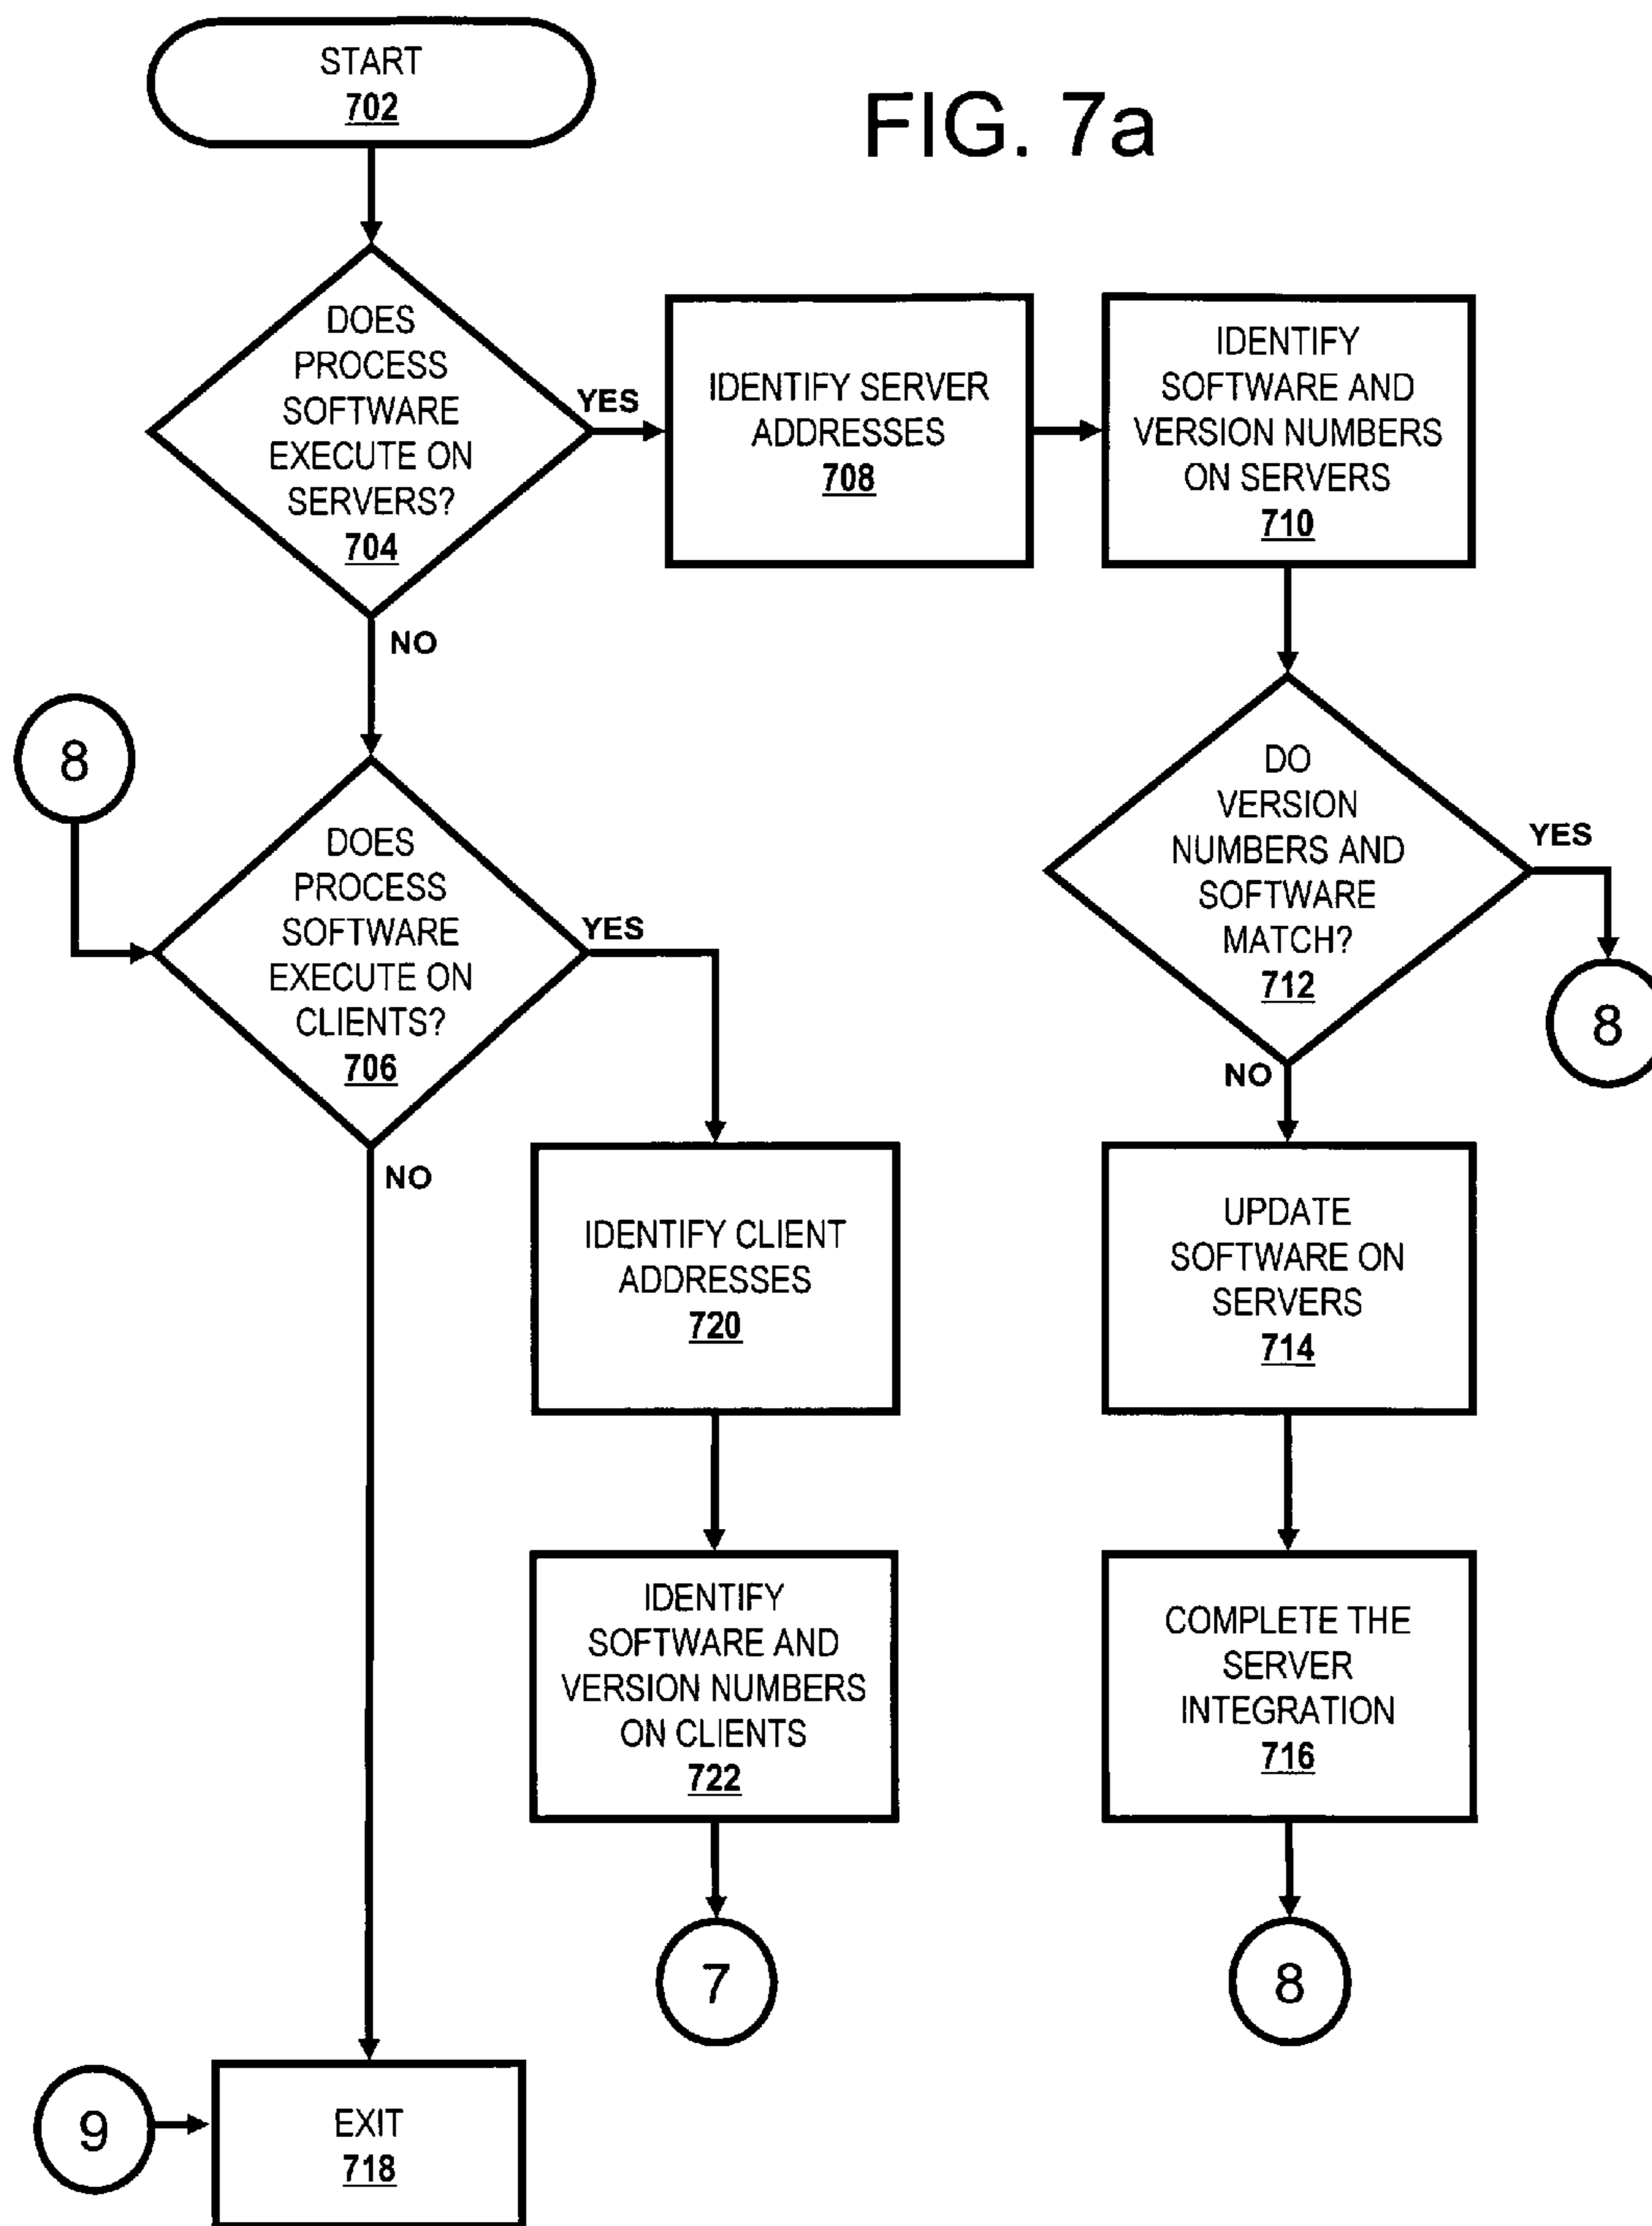 START
702
FIG. 7a
DOES
PROCESS
SOFTWARE
EXECUTE ON
SERVERS?
704
YES
IDENTIFY SERVER
ADDRESSES
708
IDENTIFY
SOFTWARE AND
VERSION NUMBERS
ON SERVERS
710
NO
8
DOES
PROCESS
SOFTWARE
EXECUTE ON
CLIENTS?
706
YES
DO
VERSION
NUMBERS AND
SOFTWARE
MATCH?
712
YES
8
NO
NO
IDENTIFY CLIENT
ADDRESSES
720
UPDATE
SOFTWARE ON
SERVERS
714
IDENTIFY
SOFTWARE AND
VERSION NUMBERS
ON CLIENTS
722
COMPLETE THE
SERVER
INTEGRATION
716
7
8
9
EXIT
718